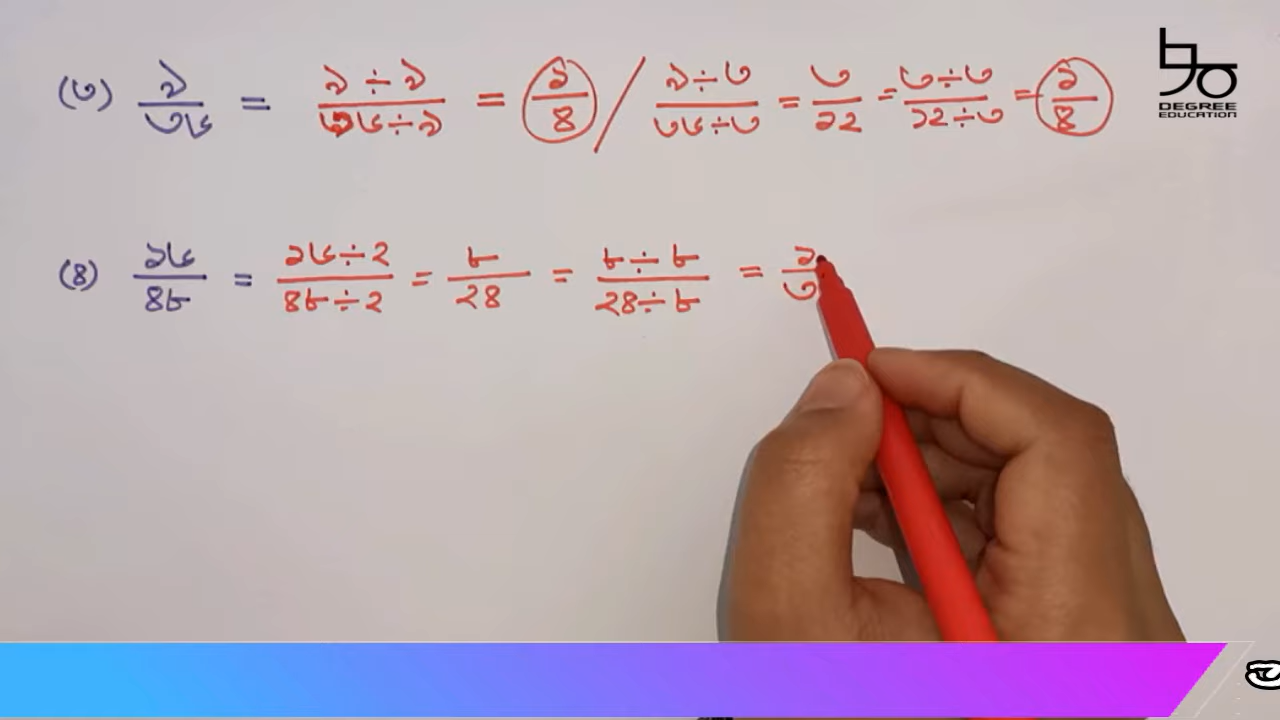 (৩) ৯/৩৬ = ৯÷৯/৩৬÷৯ = ১/৪ / ৯÷৩/৩৬÷৩ = ৩/১২ = ৩÷৩/১২÷৩ = ১/৪
DEGREE
EDUCATION
(৪) ১৬/৪৮ = ১৬÷২/৪৮÷২ = ৮/২৪ = ৮÷৮/২৪÷৮ = ১/৩